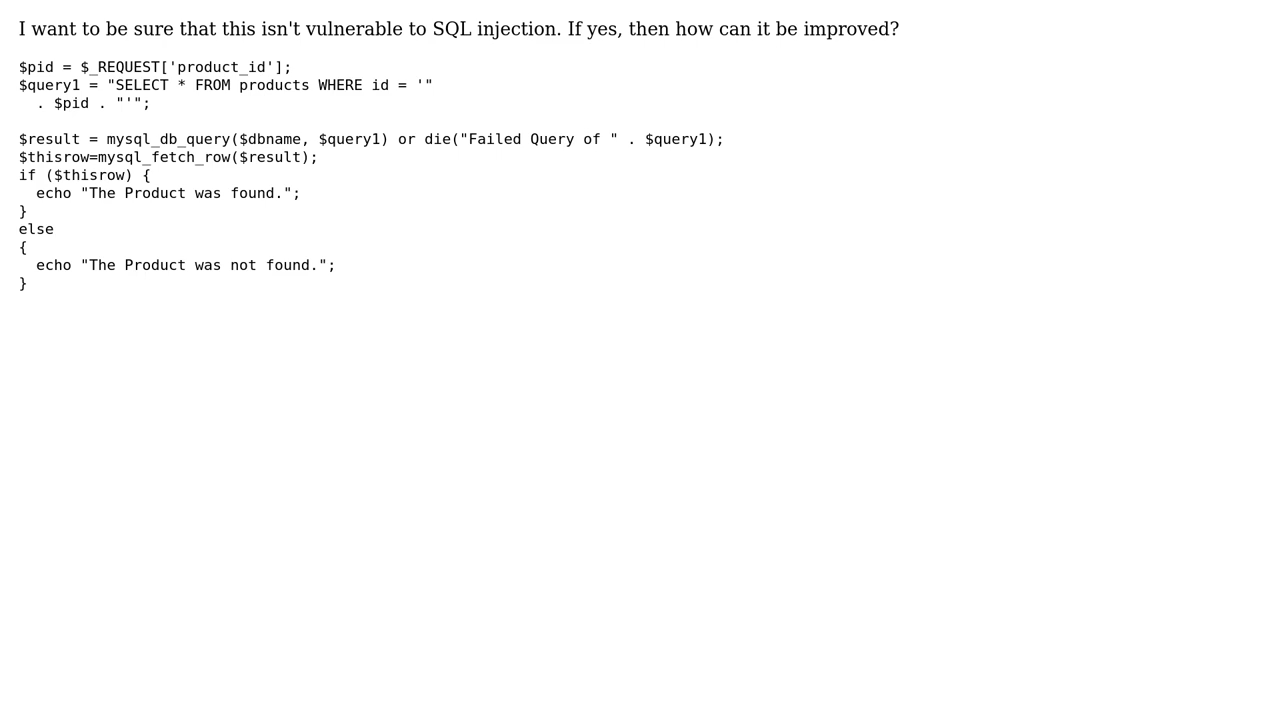 I want to be sure that this isn't vulnerable to SQL injection. If yes, then how can it be improved?
$pid = $_REQUEST['product_id'];
$query1 = "SELECT * FROM products WHERE id = '"
  . $pid . "'";

$result = mysql_db_query($dbname, $query1) or die("Failed Query of " . $query1);
$thisrow=mysql_fetch_row($result);
if ($thisrow) {
  echo "The Product was found.";
}
else
{
  echo "The Product was not found.";
}